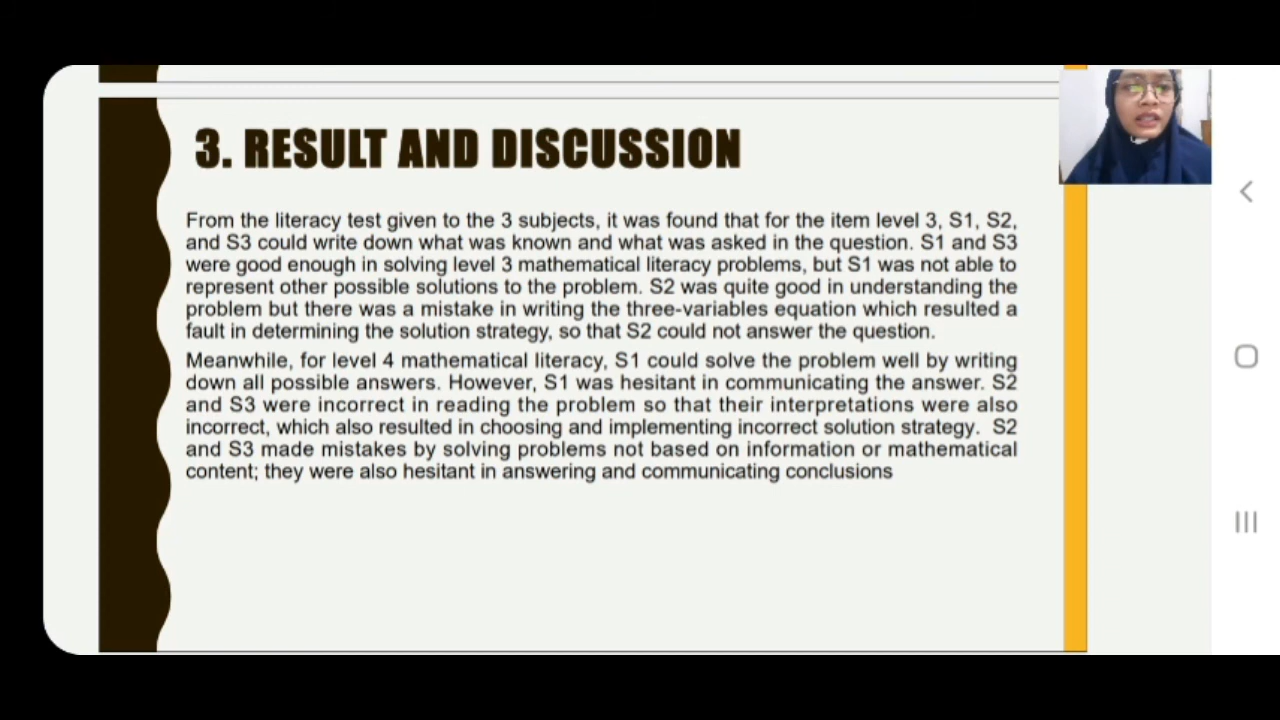 3. RESULT AND DISCUSSION
From the literacy test given to the 3 subjects, it was found that for the item level 3, S1, S2,
and S3 could write down what was known and what was asked in the question. S1 and S3
were good enough in solving level 3 mathematical literacy problems, but S1 was not able to
represent other possible solutions to the problem. S2 was quite good in understanding the
problem but there was a mistake in writing the three-variables equation which resulted a
fault in determining the solution strategy, so that S2 could not answer the question.
Meanwhile, for level 4 mathematical literacy, S1 could solve the problem well by writing
down all possible answers. However, S1 was hesitant in communicating the answer. S2
and S3 were incorrect in reading the problem so that their interpretations were also
incorrect, which also resulted in choosing and implementing incorrect solution strategy. S2
and S3 made mistakes by solving problems not based on information or mathematical
content; they were also hesitant in answering and communicating conclusions